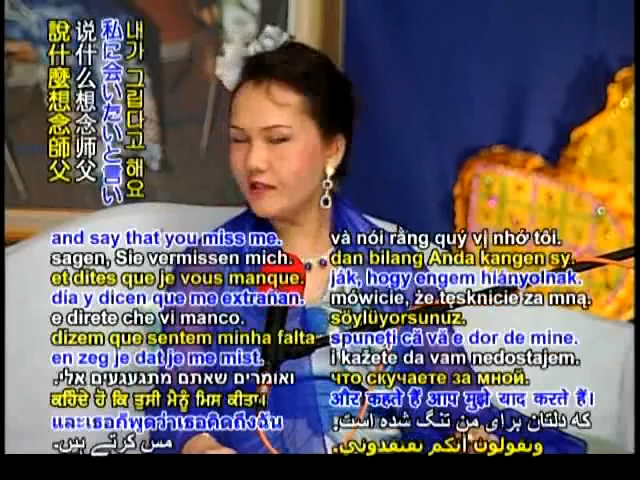 내가 그립다고 해요
私に会いたいと言い
说什么想念师父
說什麼想念師父
and say that you miss me.
sagen, Sie vermissen mich.
et dites que je vous manque.
dia y dicen que me extrañan.
e direte che vi manco.
dizem que sentem minha falta
en zeg je dat je me mist.
ואומרים שאתם מתגעגעים אלי.
ਕਹਿੰਦੇ ਹੋ ਕਿ ਤੁਸੀ ਮੈਨੂੰ ਮਿਸ ਕੀਤਾ
และเธอก็พูดว่าเธอคิดถึงฉัน
مس کرتے ہیں.
và nói rằng quý vị nhớ tôi.
dan bilang Anda kangen sy.
ják, hogy engem hiányolnak.
mówicie, że tęsknicie za mną.
söylüyorsunuz.
spuneţi că vă e dor de mine.
i kažete da vam nedostajem.
что скучаете за мной.
और कहते हैं आप मुझे याद करते हैं।
که دلتان برای من تنگ شده است.
وتقولون أنكم تفتقدوني.